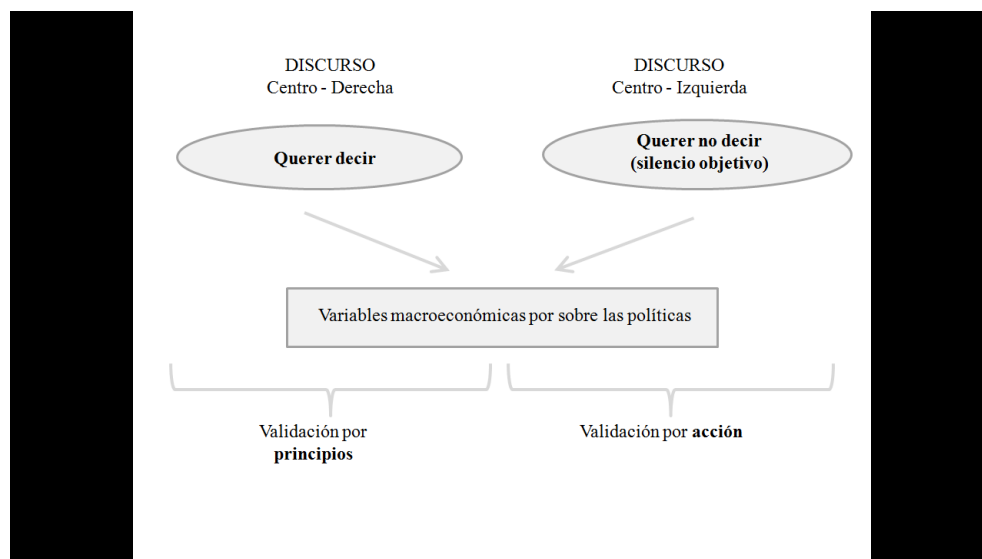 DISCURSO
Centro - Derecha
DISCURSO
Centro - Izquierda
Querer decir
Querer no decir
(silencio objetivo)
Variables macroeconómicas por sobre las políticas
Validación por
principios
Validación por acción